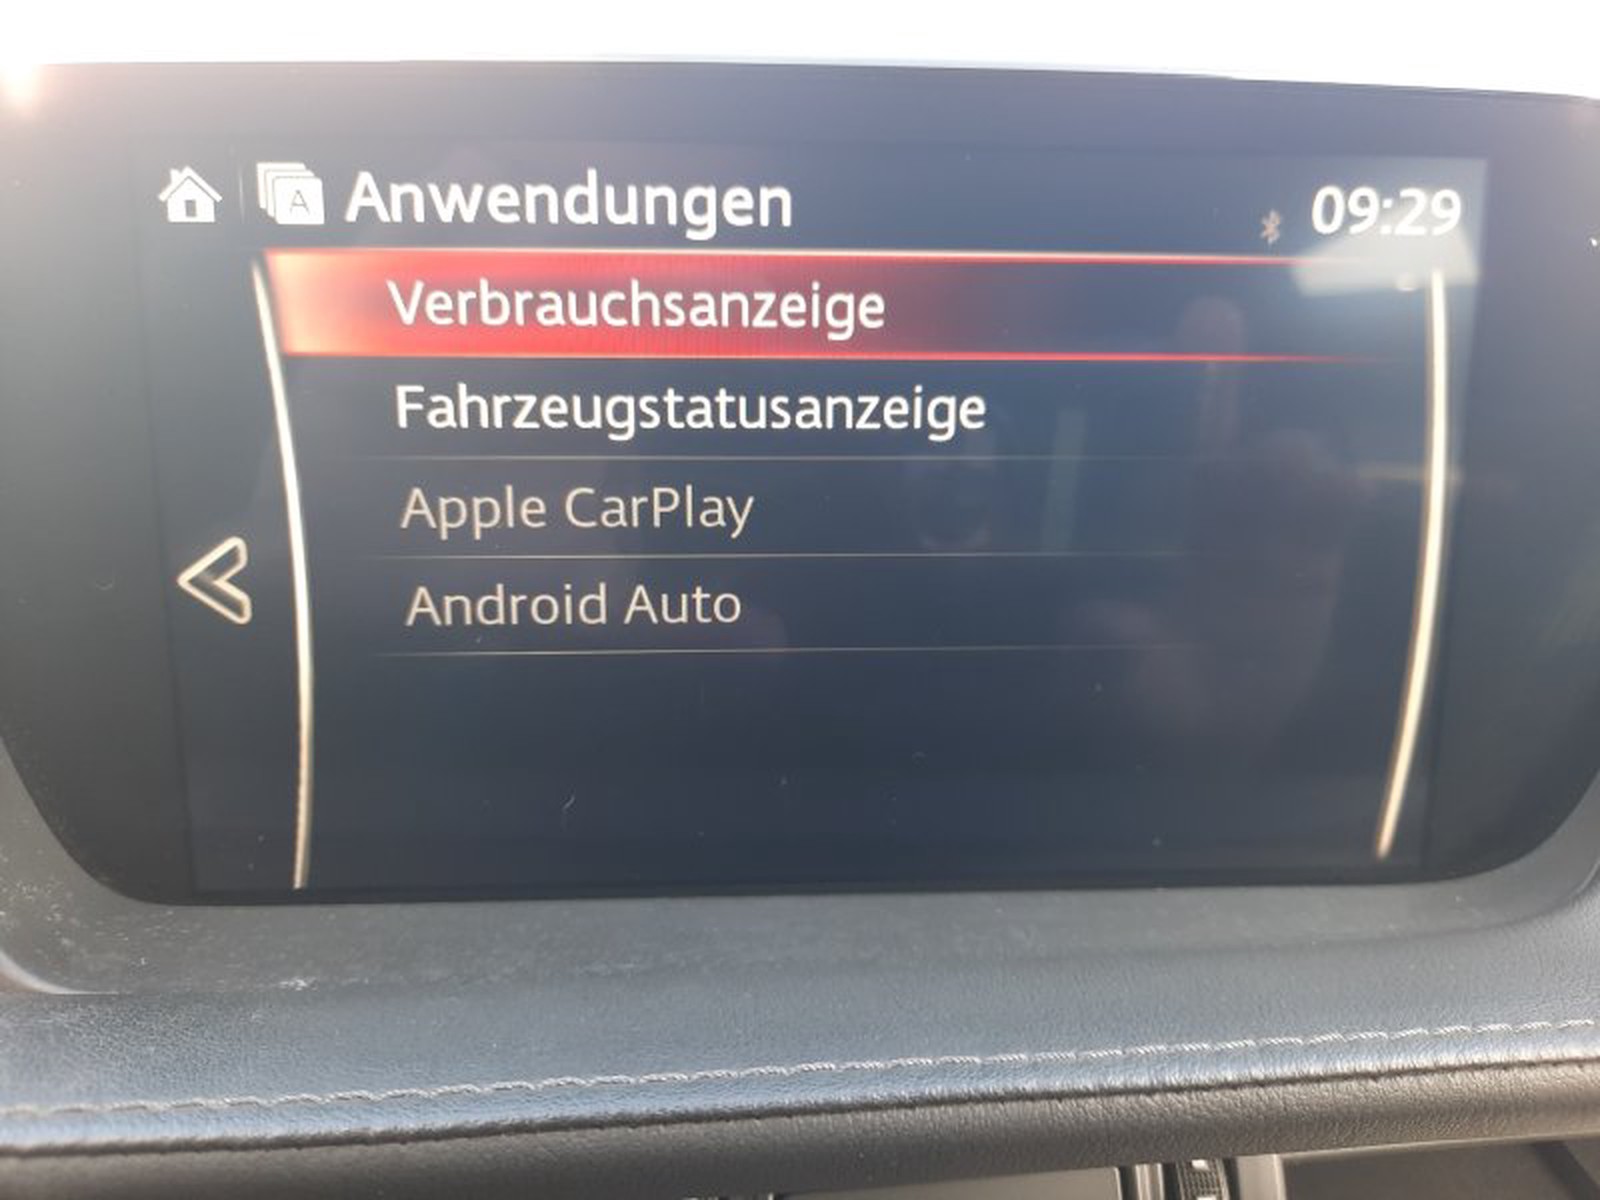 Anwendungen
09:29
Verbrauchsanzeige
Fahrzeugstatusanzeige
Apple CarPlay
Android Auto